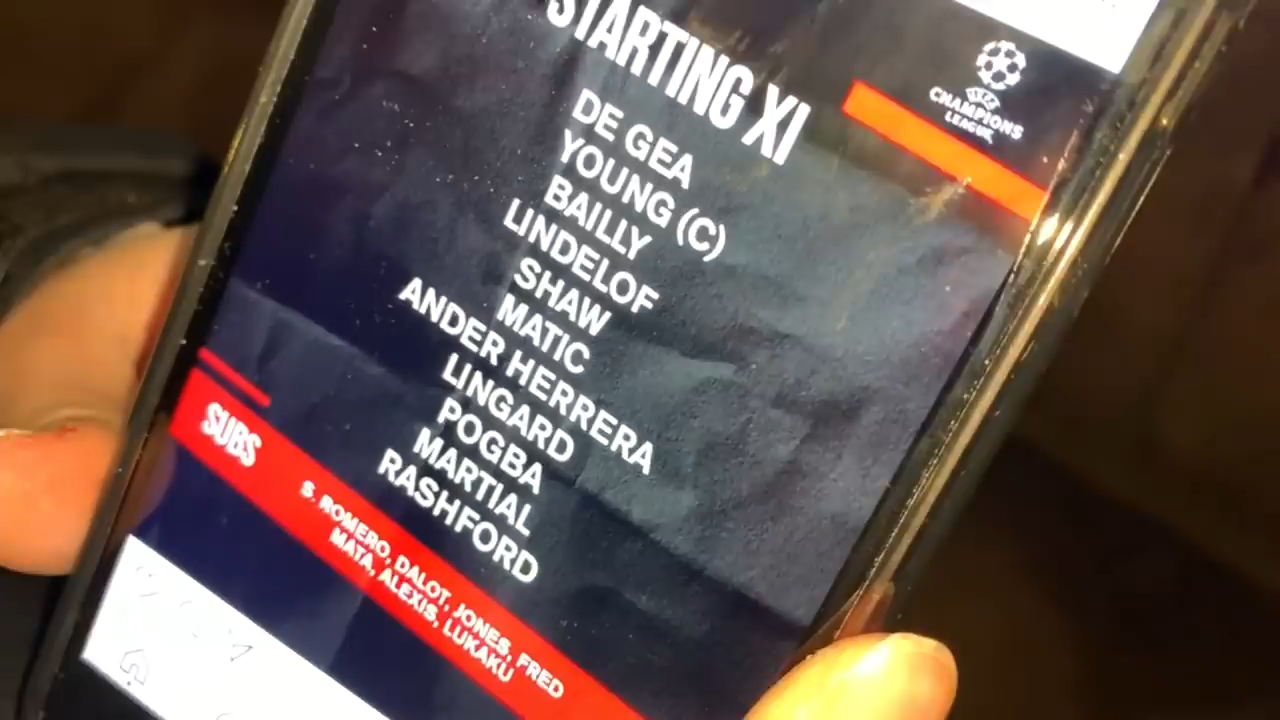 STARTING XI
UEFA
CHAMPIONS
LEAGUE
DE GEA
YOUNG (C)
BAILLY
LINDELOF
SHAW
MATIC
ANDER HERRERA
LINGARD
POGBA
MARTIAL
RASHFORD
SUBS
S. ROMERO, DALOT, JONES, FRED
MATA, ALEXIS, LUKAKU